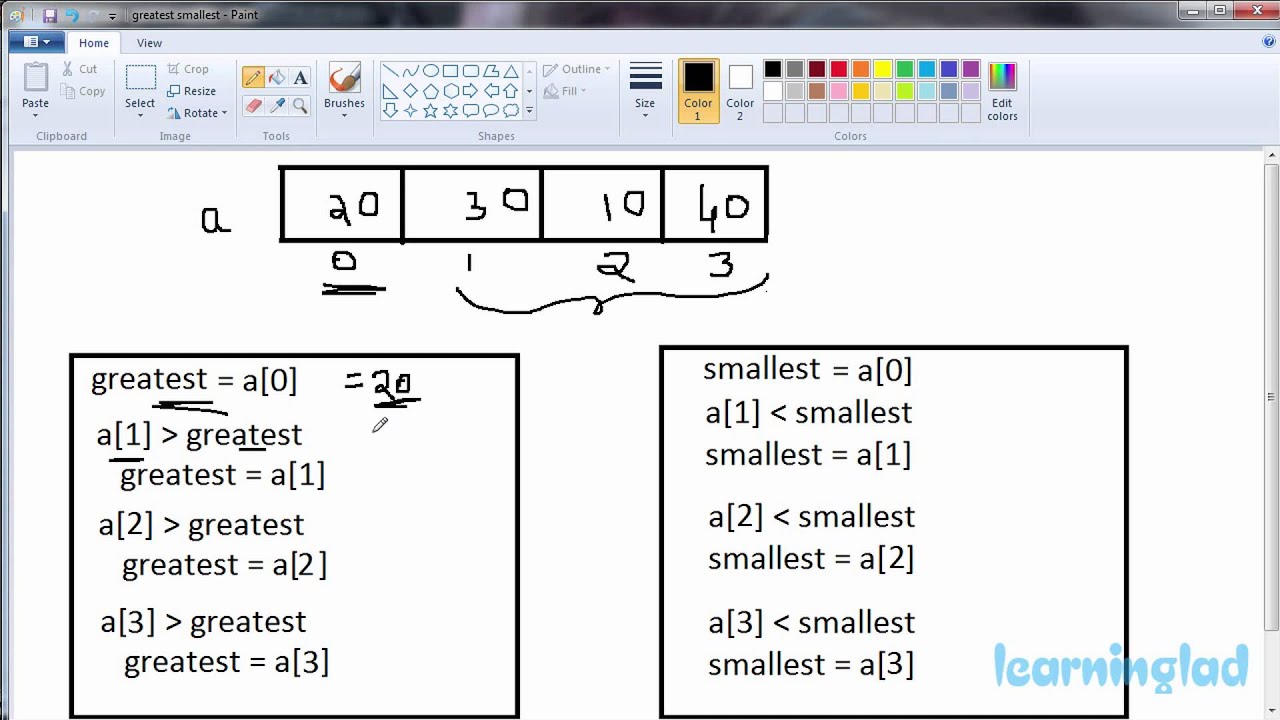 greatest smallest - Paint
Home View
Paste
Cut
Copy
Clipboard
Select
Crop
Resize
Rotate
Image
A
Tools
Brushes
Outline
Fill
Shapes
Size
Color 1
Color 2
Edit colors
Colors
a 20 30 10 40
0 1 2 3
greatest = a[0] = 20
a[1] > greatest
greatest = a[1]
a[2] > greatest
greatest = a[2]
a[3] > greatest
greatest = a[3]
smallest = a[0]
a[1] < smallest
smallest = a[1]
a[2] < smallest
smallest = a[2]
a[3] < smallest
smallest = a[3]
learninglad